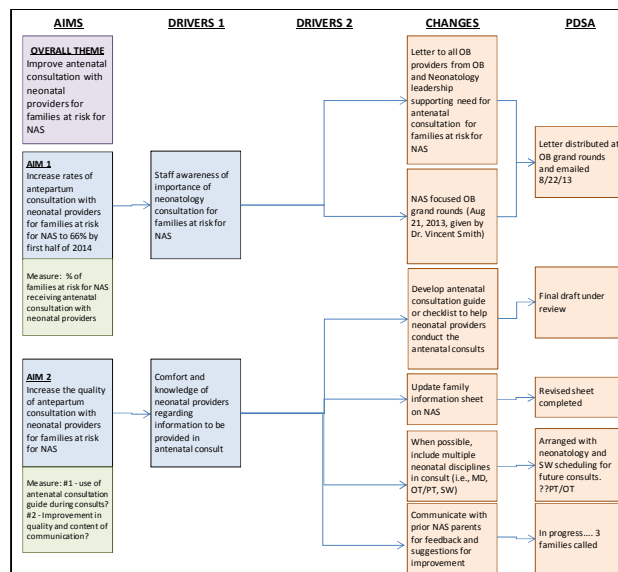 AIMS
DRIVERS 1
DRIVERS 2
CHANGES
PDSA
OVERALL THEME
Improve antenatal
consultation with
neonatal
providers for
families at risk for
NAS
AIM 1
Increase rates of
antepartum
consultation with
neonatal providers
for families at risk
for NAS to 66% by
first half of 2014
Measure: % of
families at risk for NAS
receiving antenatal
consultation with
neonatal providers
AIM 2
Increase the quality
of antepartum
consultation with
neonatal providers
for families at risk
for NAS
Measure: #1 - use of
antenatal consultation
guide during consults?
#2 - Improvement in
quality and content of
communication?
Staff awareness of
importance of
neonatology
consultation for
families at risk for
NAS
Comfort and
knowledge of
neonatal providers
regarding
information to be
provided in
antenatal consult
Letter to all OB
providers from OB
and Neonatology
leadership
supporting need for
antenatal
consultation for
families at risk for
NAS
NAS focused OB
grand rounds (Aug
21, 2013, given by
Dr. Vincent Smith)
Develop antenatal
consultation guide
or checklist to help
neonatal providers
conduct the
antenatal consults
Update family
information sheet
on NAS
When possible,
include multiple
neonatal disciplines
in consult (i.e., MD,
OT/PT, SW)
Communicate with
prior NAS parents
for feedback and
suggestions for
improvement
Letter distributed at
OB grand rounds
and emailed
8/22/13
Final draft under
review
Revised sheet
completed
Arranged with
neonatology and
SW scheduling for
future consults.
??PT/OT
In progress.... 3
families called